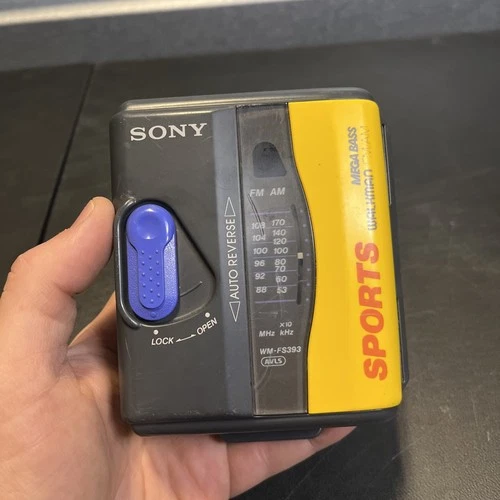 SONY
AUTO REVERSE
LOCK OPEN
FM AM
108 170
104 140
120
100 100
96 80
70
92 60
88 53
MHz x10 kHz
WM-FS393
AVLS
MEGA BASS
WALKMAN
SPORTS